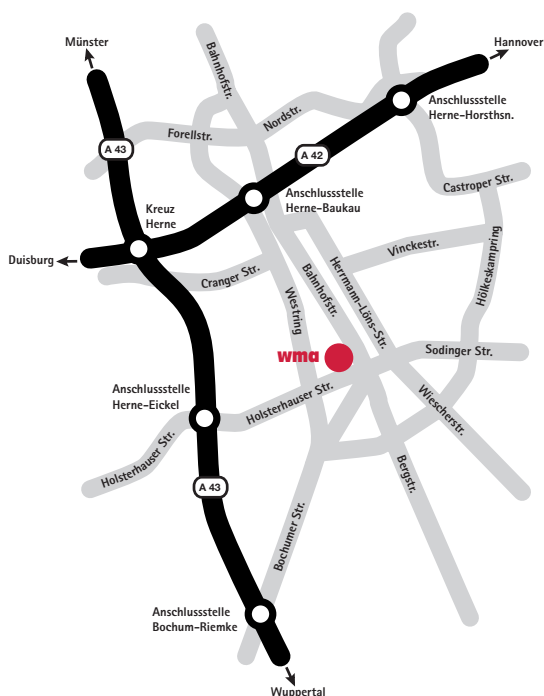 Münster
Bahnhofstr.
Hannover
Nordstr.
Anschlussstelle
Herne-Horsthsn.
Forellstr.
A 43
A 42
Castroper Str.
Anschlussstelle
Herne-Baukau
Kreuz
Herne
Duisburg
Vinckestr.
Hölkeskampring
Cranger Str.
Westring
Bahnhofstr.
Herrmann-Löns-Str.
wma
Sodinger Str.
Anschlussstelle
Herne-Eickel
Holsterhauser Str.
Wiescherstr.
Holsterhauser Str.
Bergstr.
A 43
Bochumer Str.
Anschlussstelle
Bochum-Riemke
Wuppertal